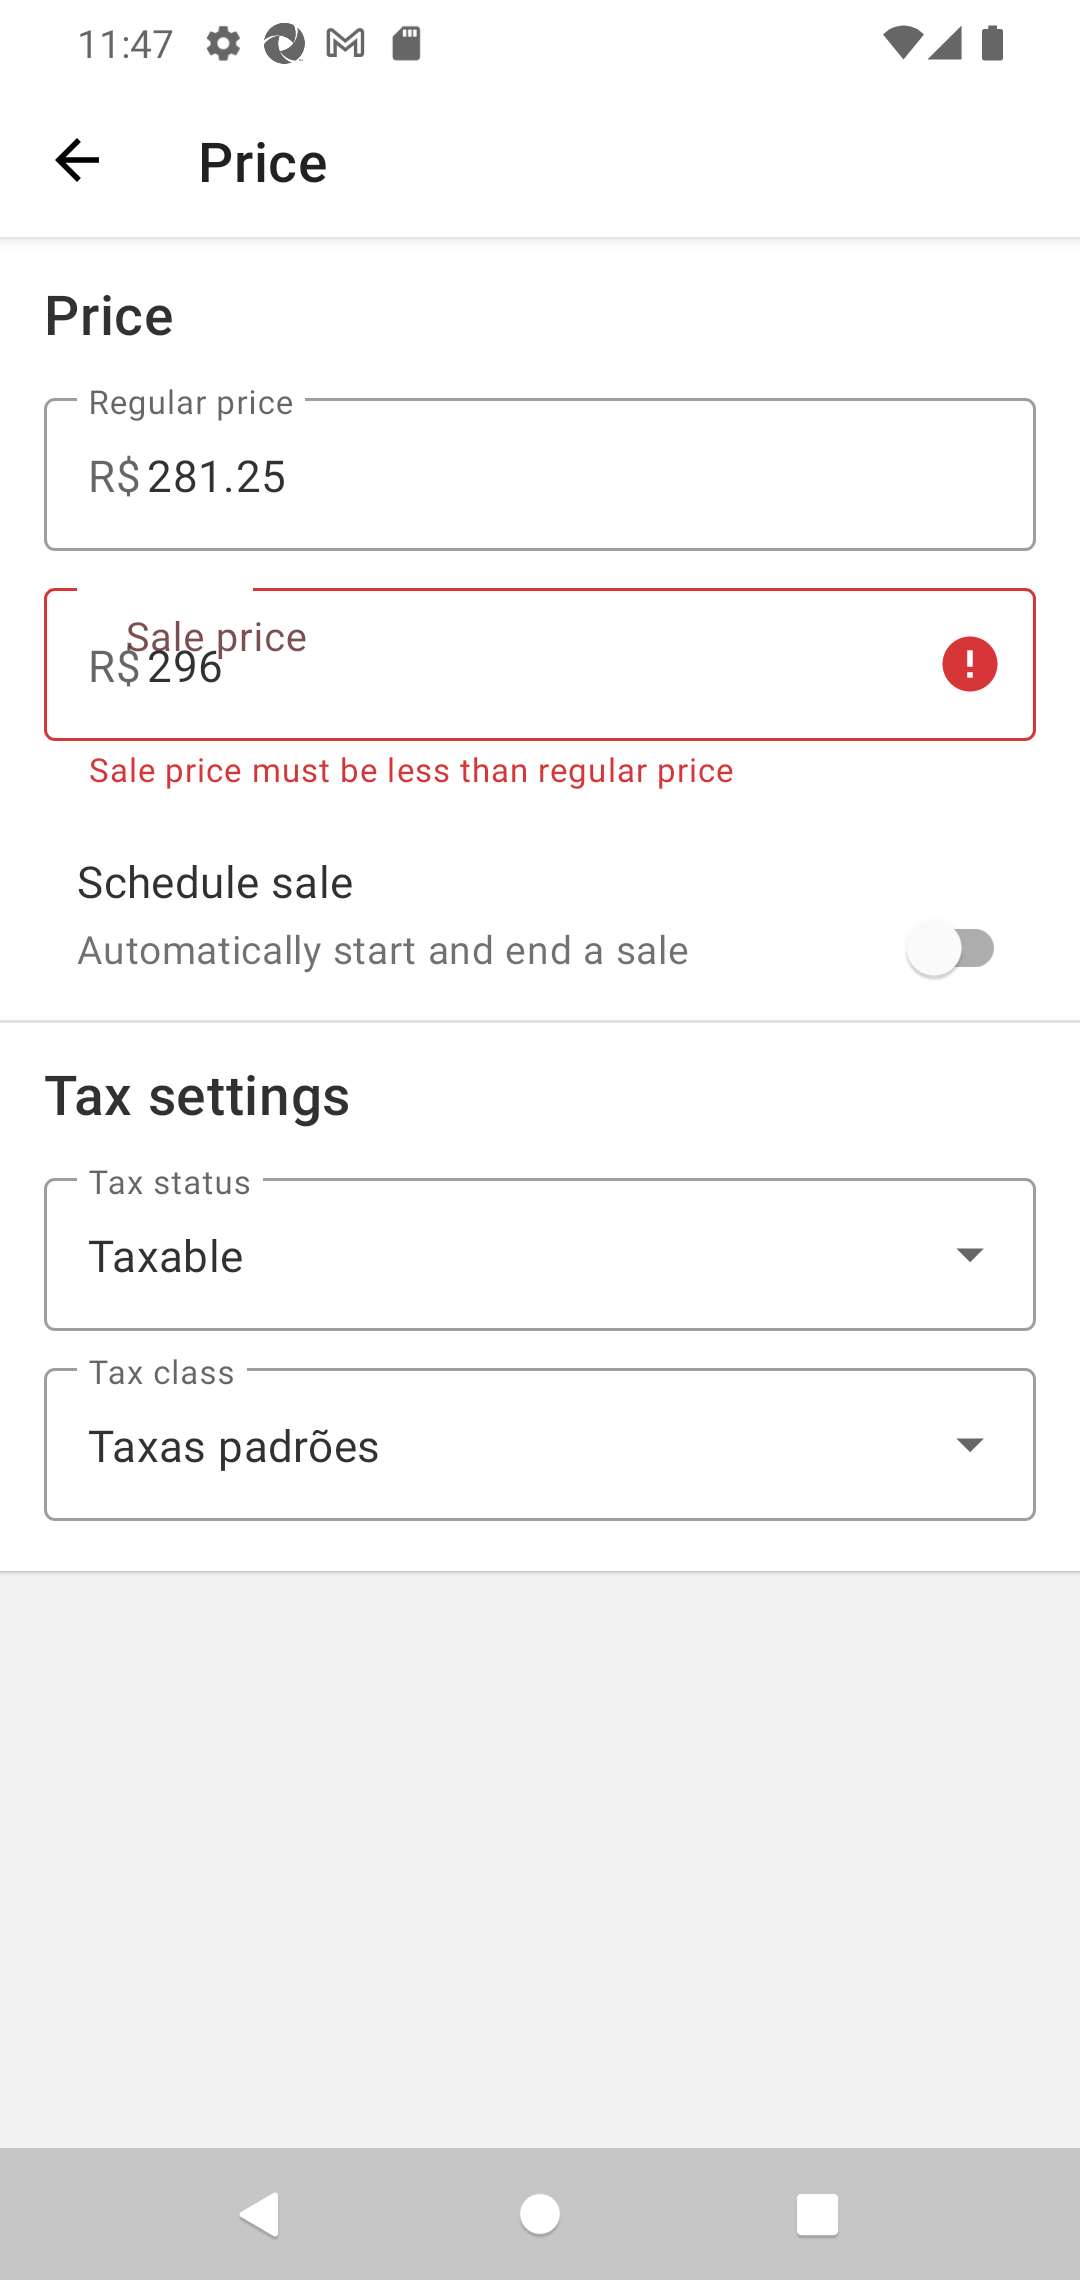 11:47
Price
Price
Regular price
R$ 281.25
Sale price
R$ 296
Sale price must be less than regular price
Schedule sale
Automatically start and end a sale
Tax settings
Tax status
Taxable
Tax class
Taxas padrões